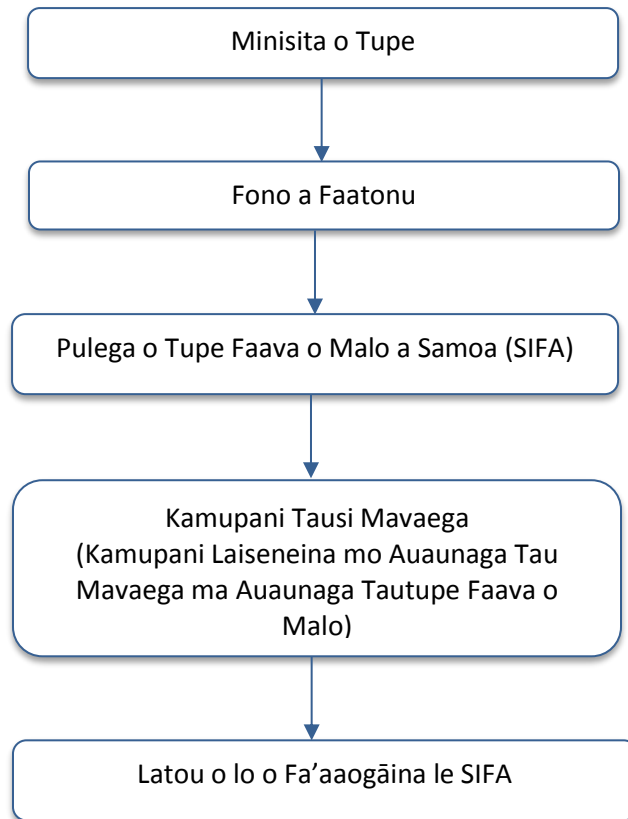 Minisita o Tupe
Fono a Faatonu
Pulega o Tupe Faava o Malo a Samoa (SIFA)
Kamupani Tausi Mavaega
(Kamupani Laiseneina mo Auaunaga Tau
Mavaega ma Auaunaga Tautupe Faava o
Malo)
Latou o lo o Fa’aaogāina le SIFA